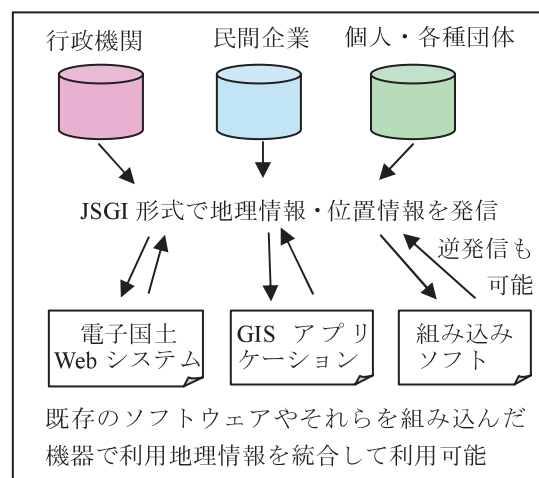 行政機関
民間企業
個人・各種団体
JSGI 形式で地理情報・位置情報を発信
逆発信も
可能
電子国土
Web システム
GIS アプリ
ケーション
組み込み
ソフト
既存のソフトウェアやそれらを組み込んだ
機器で利用地理情報を統合して利用可能